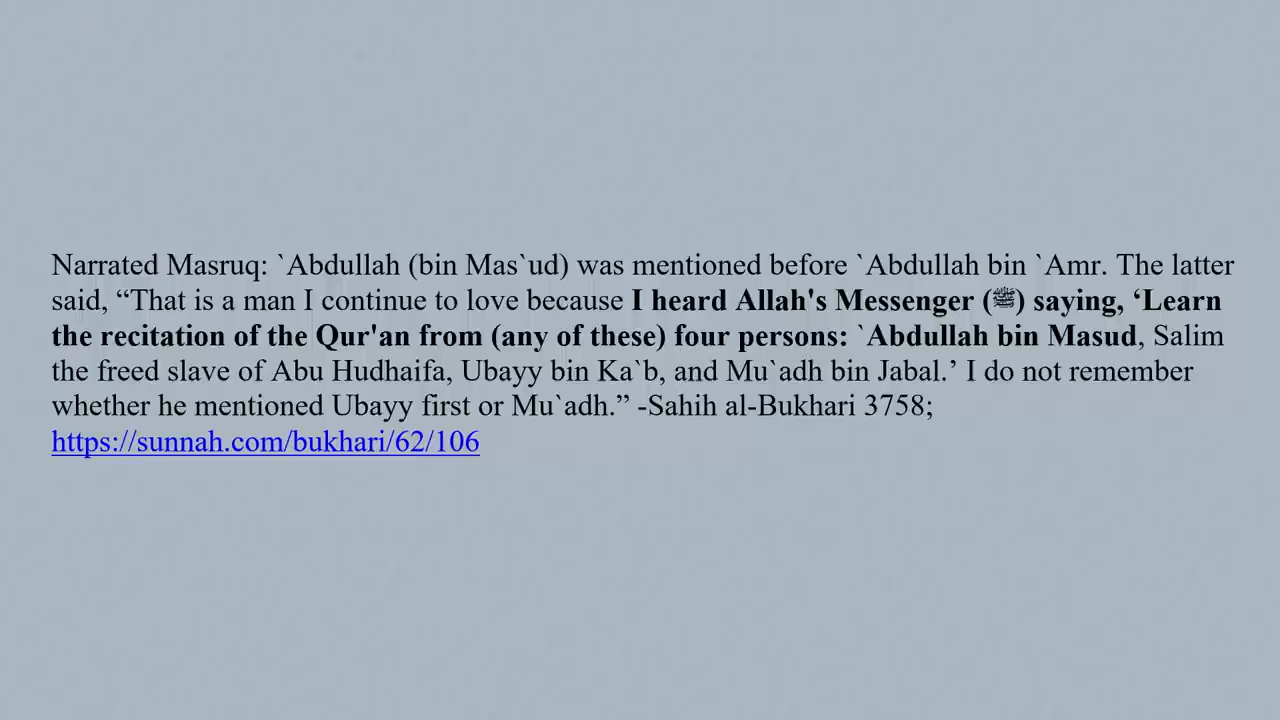 Narrated Masruq: `Abdullah (bin Mas`ud) was mentioned before `Abdullah bin `Amr. The latter
said, “That is a man I continue to love because I heard Allah's Messenger (ﷺ) saying, ‘Learn
the recitation of the Qur'an from (any of these) four persons: `Abdullah bin Masud, Salim
the freed slave of Abu Hudhaifa, Ubayy bin Ka`b, and Mu`adh bin Jabal.’ I do not remember
whether he mentioned Ubayy first or Mu`adh.” -Sahih al-Bukhari 3758;
https://sunnah.com/bukhari/62/106